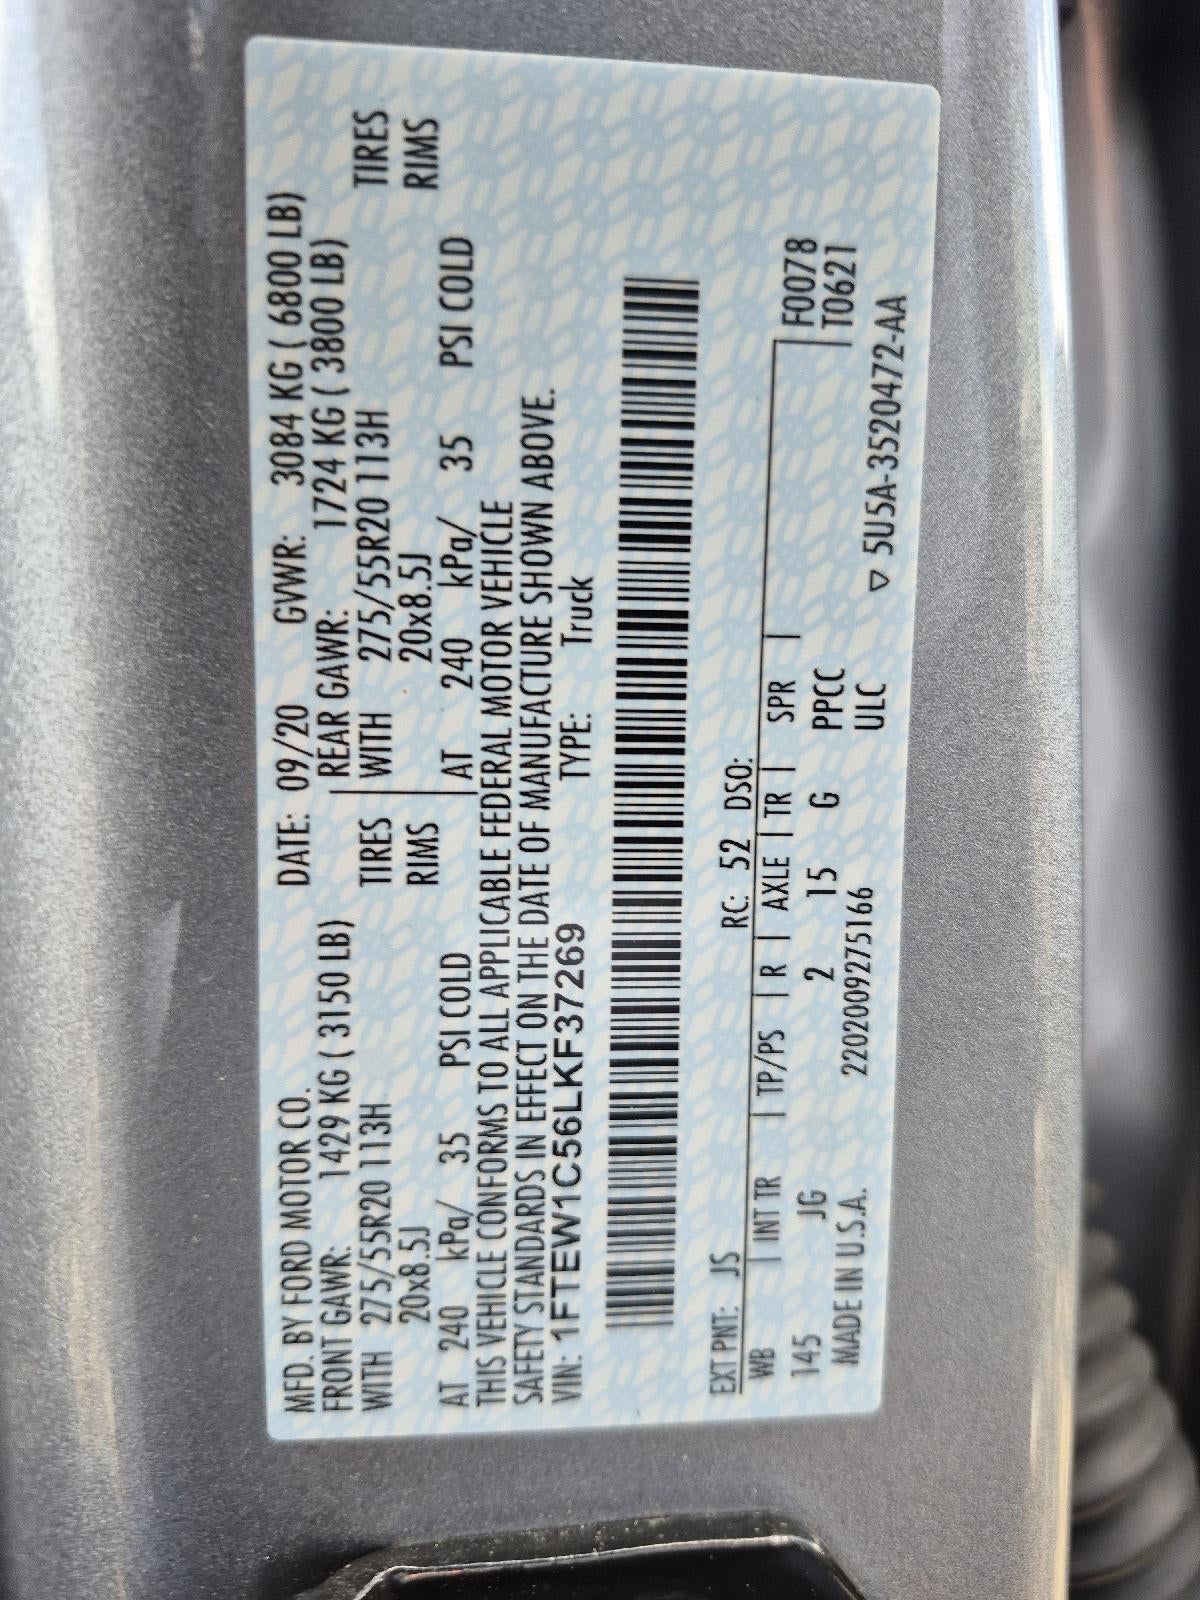 MFD. BY FORD MOTOR CO. DATE: 09/20 GVWR: 3084 KG ( 6800 LB)
FRONT GAWR: 1429 KG ( 3150 LB) REAR GAWR: 1724 KG ( 3800 LB)
WITH 275/55R20 113H TIRES WITH 275/55R20 113H TIRES
20x8.5J RIMS 20x8.5J RIMS
AT 240 kPa/ 35 PSI COLD AT 240 kPa/ 35 PSI COLD
THIS VEHICLE CONFORMS TO ALL APPLICABLE FEDERAL MOTOR VEHICLE
SAFETY STANDARDS IN EFFECT ON THE DATE OF MANUFACTURE SHOWN ABOVE.
VIN: 1FTEW1C56LKF37269 TYPE: Truck
EXT PNT: JS RC: 52 DSO:
WB | INT TR | TP/PS | R | AXLE | TR | SPR | F0078
145 JG 2 15 G PPCC T0621
MADE IN U.S.A. 220200927 5166 ULC ▽ 5U5A-3520472-AA